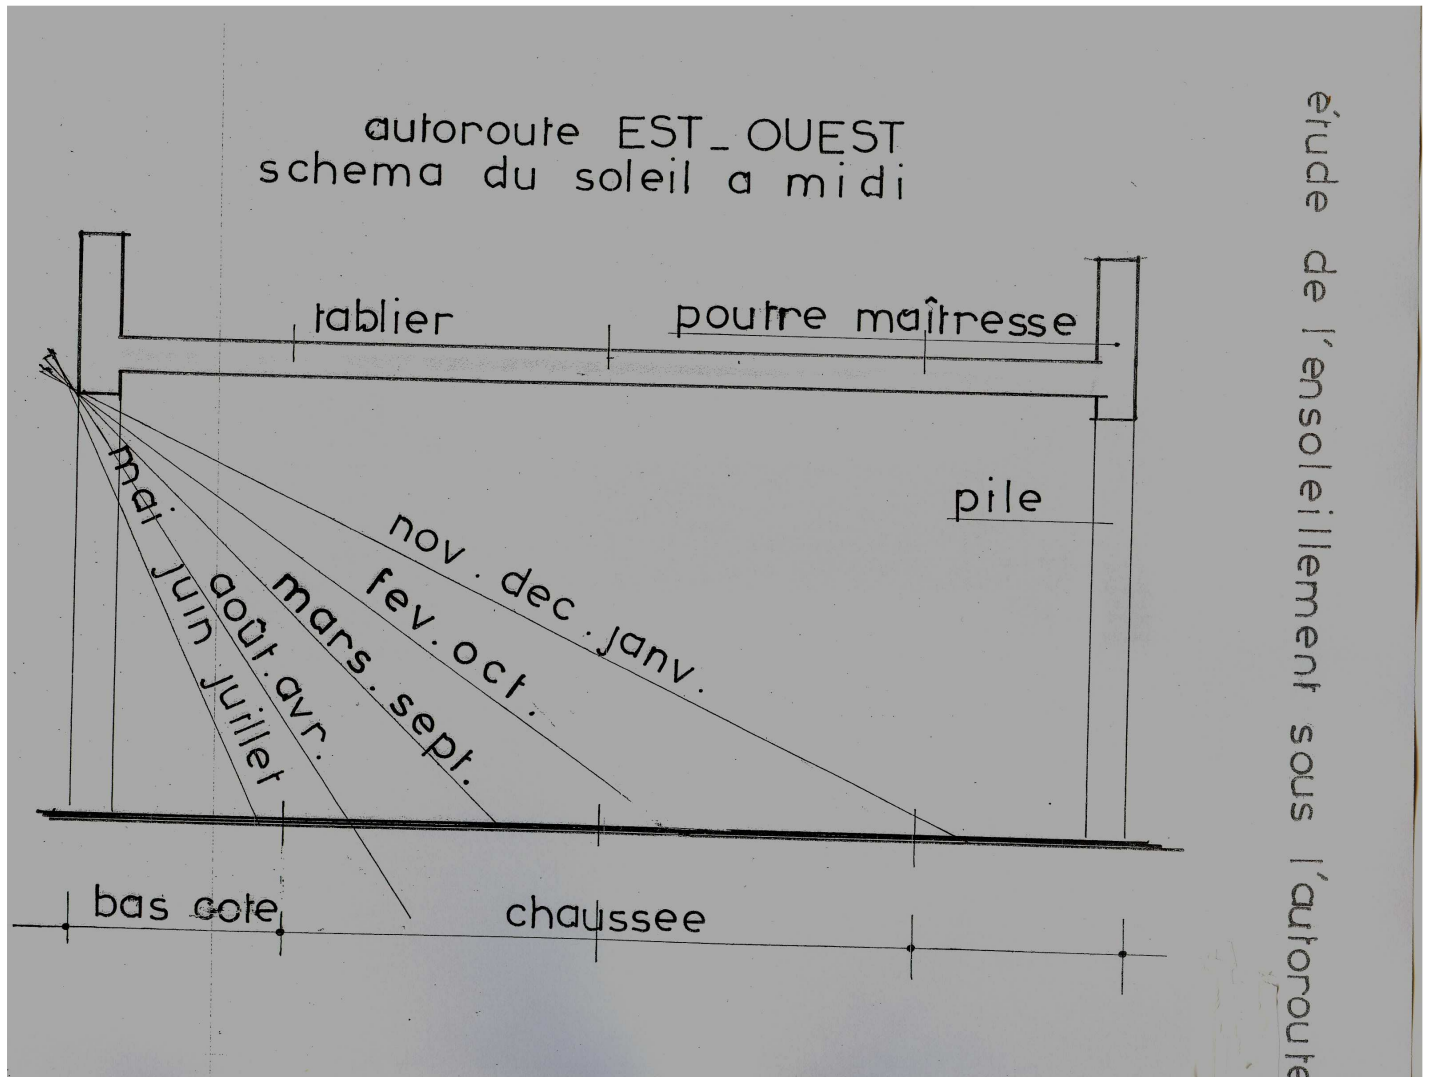 autoroute EST_OUEST
schema du soleil a midi
tablier
poutre maîtresse
pile
nov. dec. janv.
fev. oct.
mars. sept.
août. avr.
mai
juin juillet
bas cote
chaussee
étude de l'ensoleillement sous l'autoroute